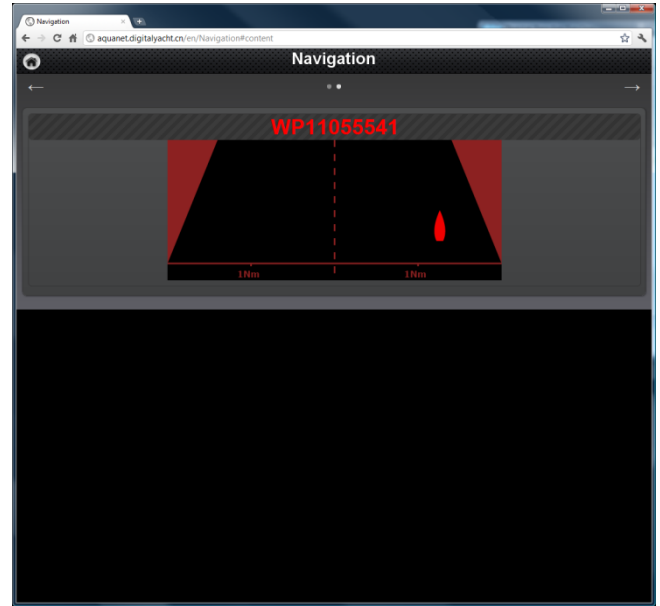 Navigation
aquanet.digitalyacht.cn/en/Navigation#content
Navigation
WP11055541
1Nm 1Nm